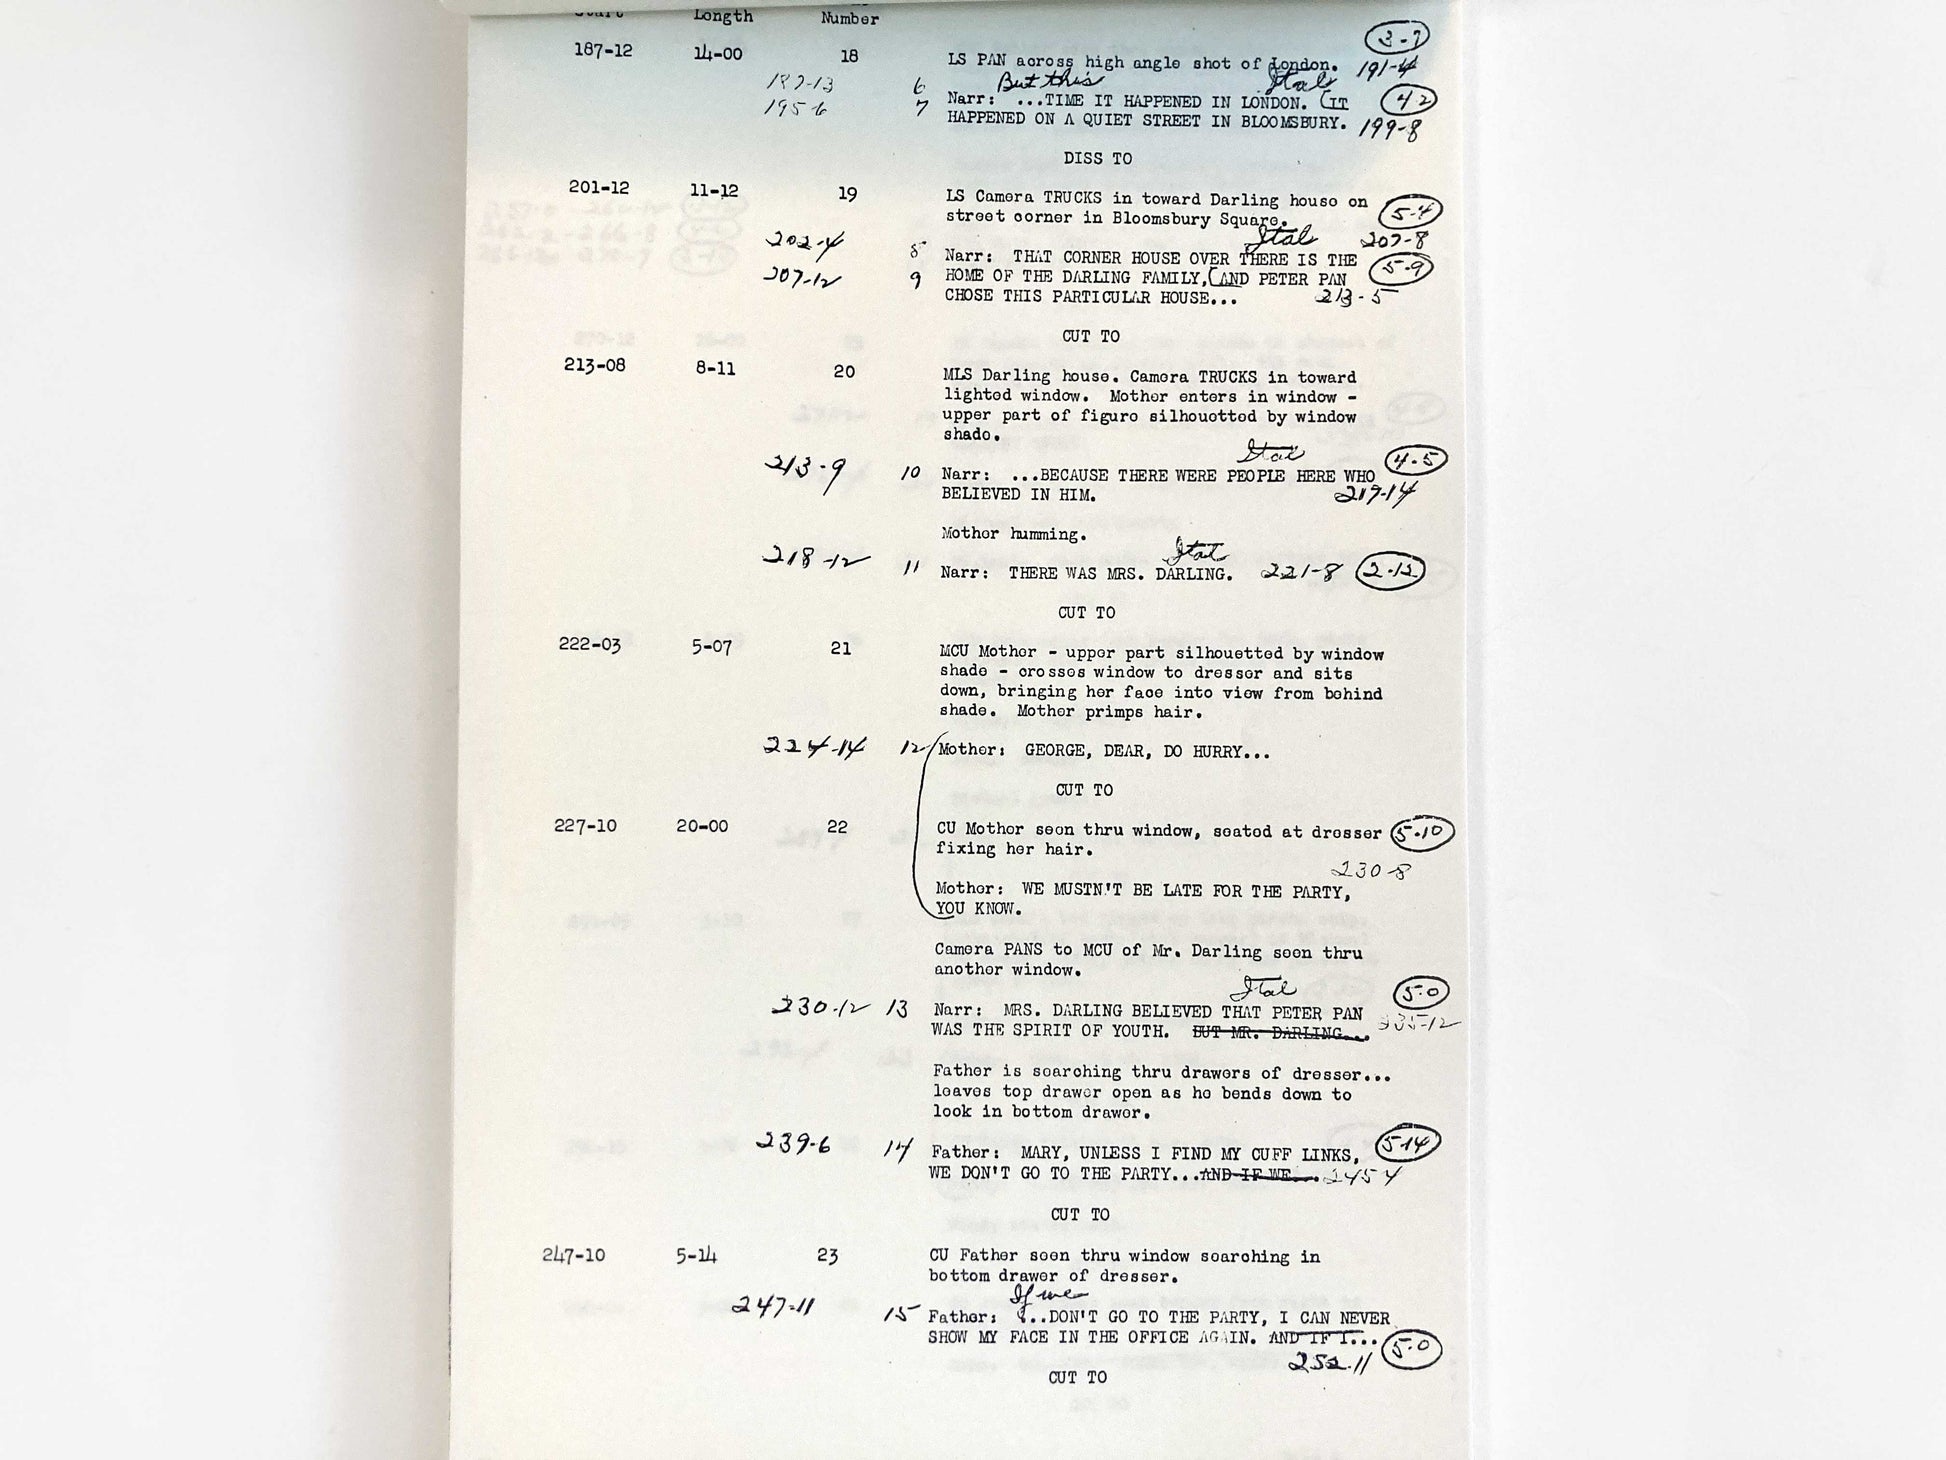 Start Length Number
187-12 14-00 18 LS PAN across high angle shot of London. 3-7
187-13 6 But this Ital 191-4
Narr: ...TIME IT HAPPENED IN LONDON. (IT 4-2
195-6 7 HAPPENED ON A QUIET STREET IN BLOOMSBURY. 199-8
DISS TO
201-12 11-12 19 LS Camera TRUCKS in toward Darling house on 5-4
street corner in Bloomsbury Square.
202-4 8 Ital 207-8
Narr: THAT CORNER HOUSE OVER THERE IS THE 5-9
207-12 9 HOME OF THE DARLING FAMILY, (AND PETER PAN
CHOSE THIS PARTICULAR HOUSE... 213-5
CUT TO
213-08 8-11 20 MLS Darling house. Camera TRUCKS in toward
lighted window. Mother enters in window -
upper part of figure silhouetted by window
shade.
Ital 4-5
213-9 10 Narr: ...BECAUSE THERE WERE PEOPLE HERE WHO
BELIEVED IN HIM. 217-14
Mother humming.
Ital
218-12 11 Narr: THERE WAS MRS. DARLING. 221-8 2-12
CUT TO
222-03 5-07 21 MCU Mother - upper part silhouetted by window
shade - crosses window to dresser and sits
down, bringing her face into view from behind
shade. Mother primps hair.
224-14 12 Mother: GEORGE, DEAR, DO HURRY...
CUT TO
227-10 20-00 22 CU Mother seen thru window, seated at dresser 5-10
fixing her hair.
230-8
Mother: WE MUSTN'T BE LATE FOR THE PARTY,
YOU KNOW.
Camera PANS to MCU of Mr. Darling seen thru
another window.
Ital 5-0
230-12 13 Narr: MRS. DARLING BELIEVED THAT PETER PAN
WAS THE SPIRIT OF YOUTH. BUT MR. DARLING... 235-12
Father is searching thru drawers of dresser...
leaves top drawer open as he bends down to
look in bottom drawer.
239-6 14 Father: MARY, UNLESS I FIND MY CUFF LINKS, 5-14
WE DON'T GO TO THE PARTY...AND IF WE... 245-4
CUT TO
247-10 5-14 23 CU Father seen thru window searching in
bottom drawer of dresser.
If we
247-11 15 Father: ...DON'T GO TO THE PARTY, I CAN NEVER
SHOW MY FACE IN THE OFFICE AGAIN. AND IF I... 5-0
252-11
CUT TO